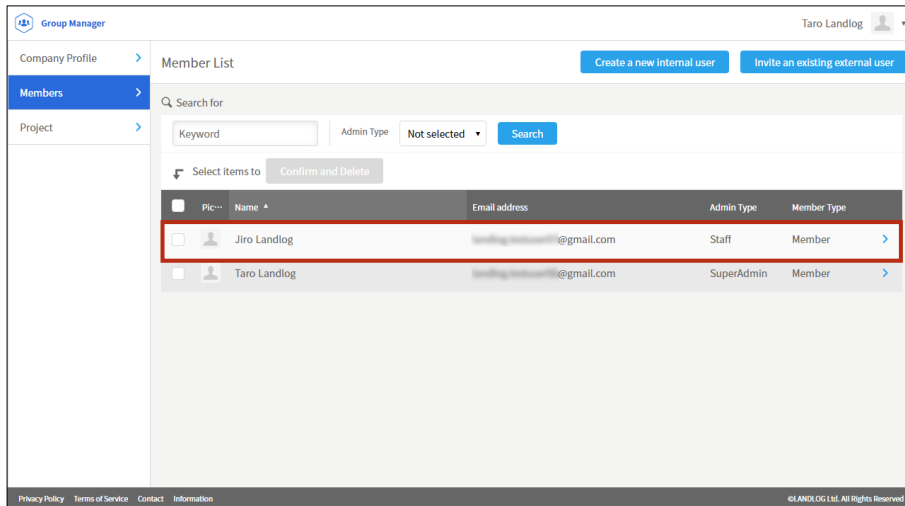 Group Manager
Taro Landlog
Company Profile
Members
Project
Member List
Create a new internal user
Invite an existing external user
Search for
Keyword
Admin Type
Not selected
Search
Select items to
Confirm and Delete
Pic··· Name Email address Admin Type Member Type
Jiro Landlog @gmail.com Staff Member
Taro Landlog @gmail.com SuperAdmin Member
Privacy Policy Terms of Service Contact Information
©LANDLOG Ltd. All Rights Reserved